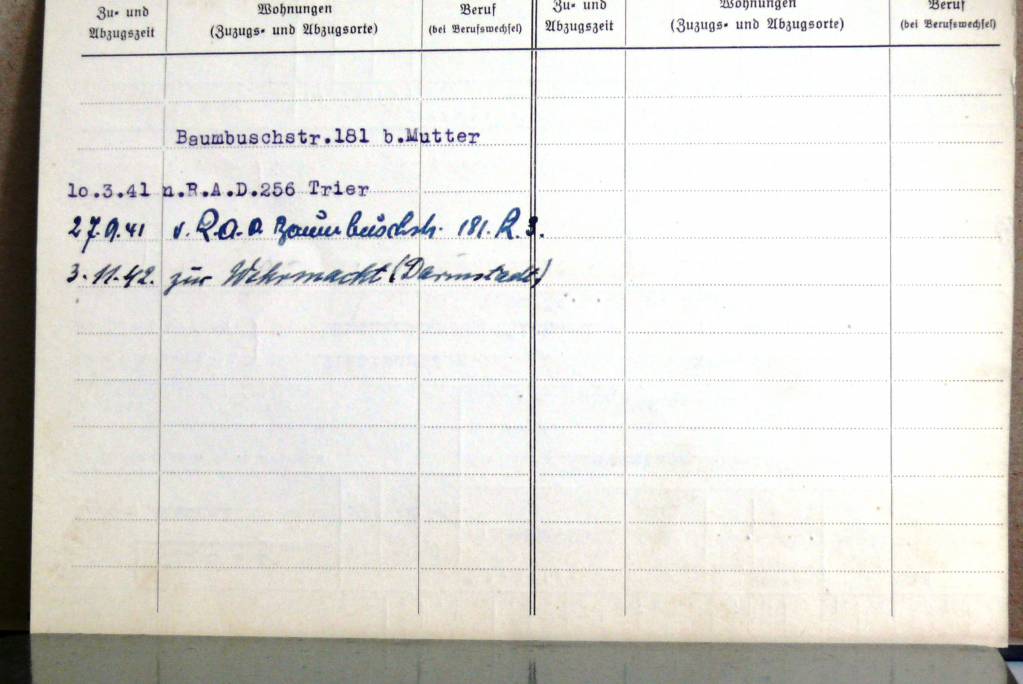 Zu- und
Abzugszeit
Wohnungen
(Zuzugs- und Abzugsorte)
Beruf
(bei Berufswechsel)
Zu- und
Abzugszeit
Wohnungen
(Zuzugs- und Abzugsorte)
Beruf
(bei Berufswechsel)
Baumbuschstr.181 b.Mutter
lo.3.41 n.R.A.D.256 Trier
27.9.41 v. R.A.D Baumbuschstr. 181. R. 3.
3.11.42. zur Wehrmacht (Darmstadt)